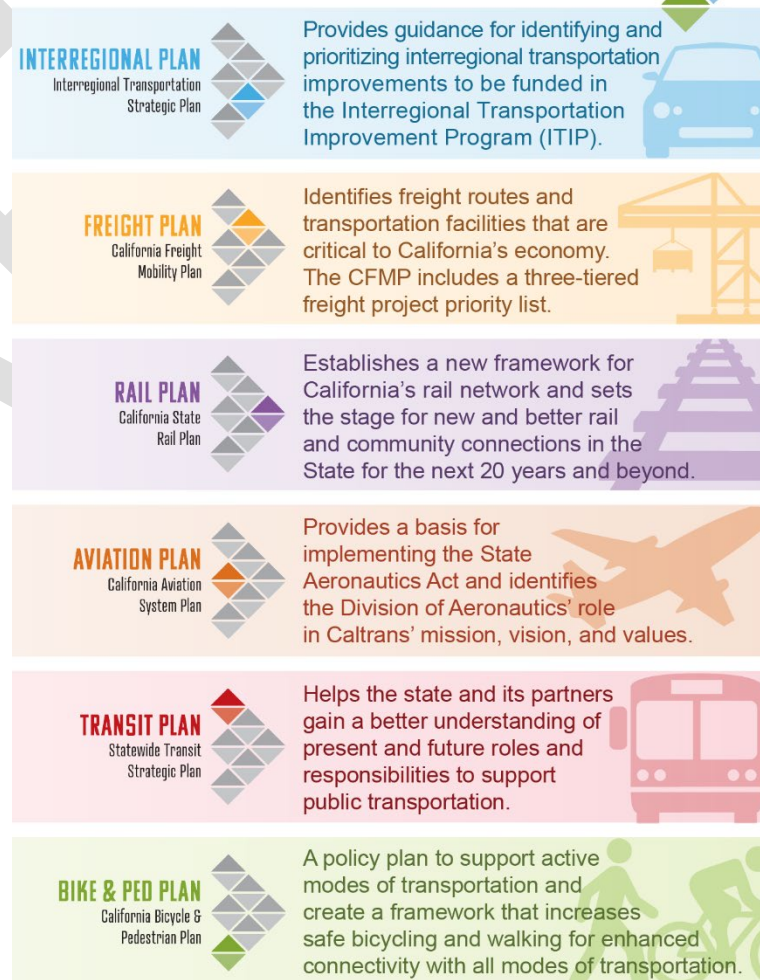 INTERREGIONAL PLAN
Interregional Transportation
Strategic Plan
Provides guidance for identifying and
prioritizing interregional transportation
improvements to be funded in
the Interregional Transportation
Improvement Program (ITIP).
FREIGHT PLAN
California Freight
Mobility Plan
Identifies freight routes and
transportation facilities that are
critical to California's economy.
The CFMP includes a three-tiered
freight project priority list.
RAIL PLAN
California State
Rail Plan
Establishes a new framework for
California's rail network and sets
the stage for new and better rail
and community connections in the
State for the next 20 years and beyond.
AVIATION PLAN
California Aviation
System Plan
Provides a basis for
implementing the State
Aeronautics Act and identifies
the Division of Aeronautics' role
in Caltrans' mission, vision, and values.
TRANSIT PLAN
Statewide Transit
Strategic Plan
Helps the state and its partners
gain a better understanding of
present and future roles and
responsibilities to support
public transportation.
BIKE & PED PLAN
California Bicycle &
Pedestrian Plan
A policy plan to support active
modes of transportation and
create a framework that increases
safe bicycling and walking for enhanced
connectivity with all modes of transportation.